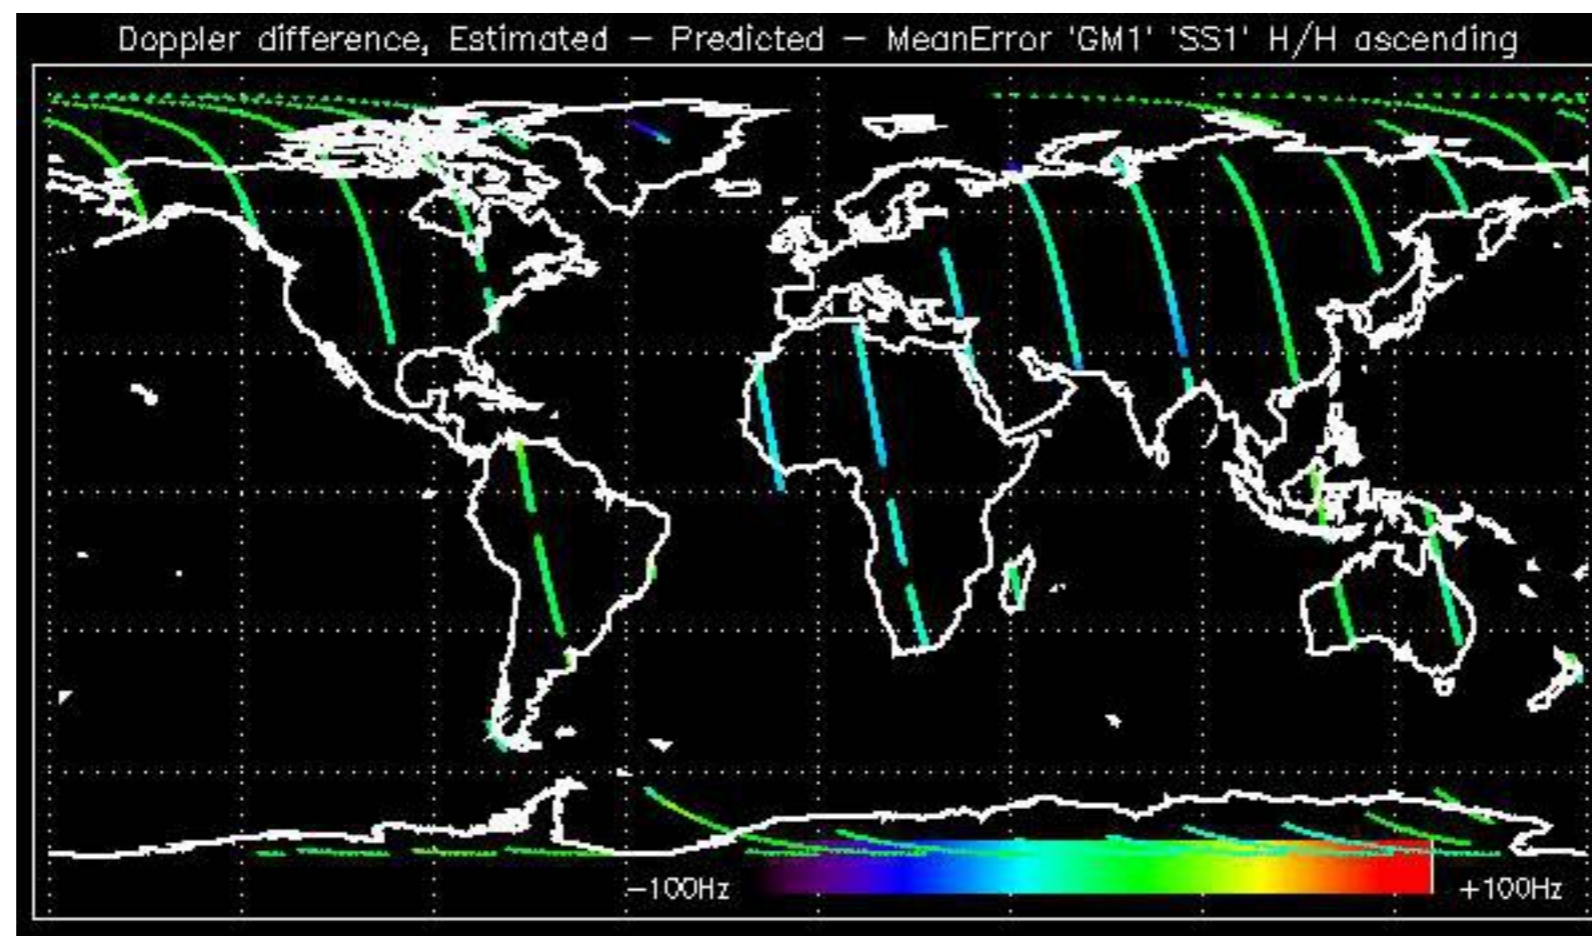 Doppler difference, Estimated – Predicted – MeanError 'GM1' 'SS1' H/H ascending
−100Hz
+100Hz